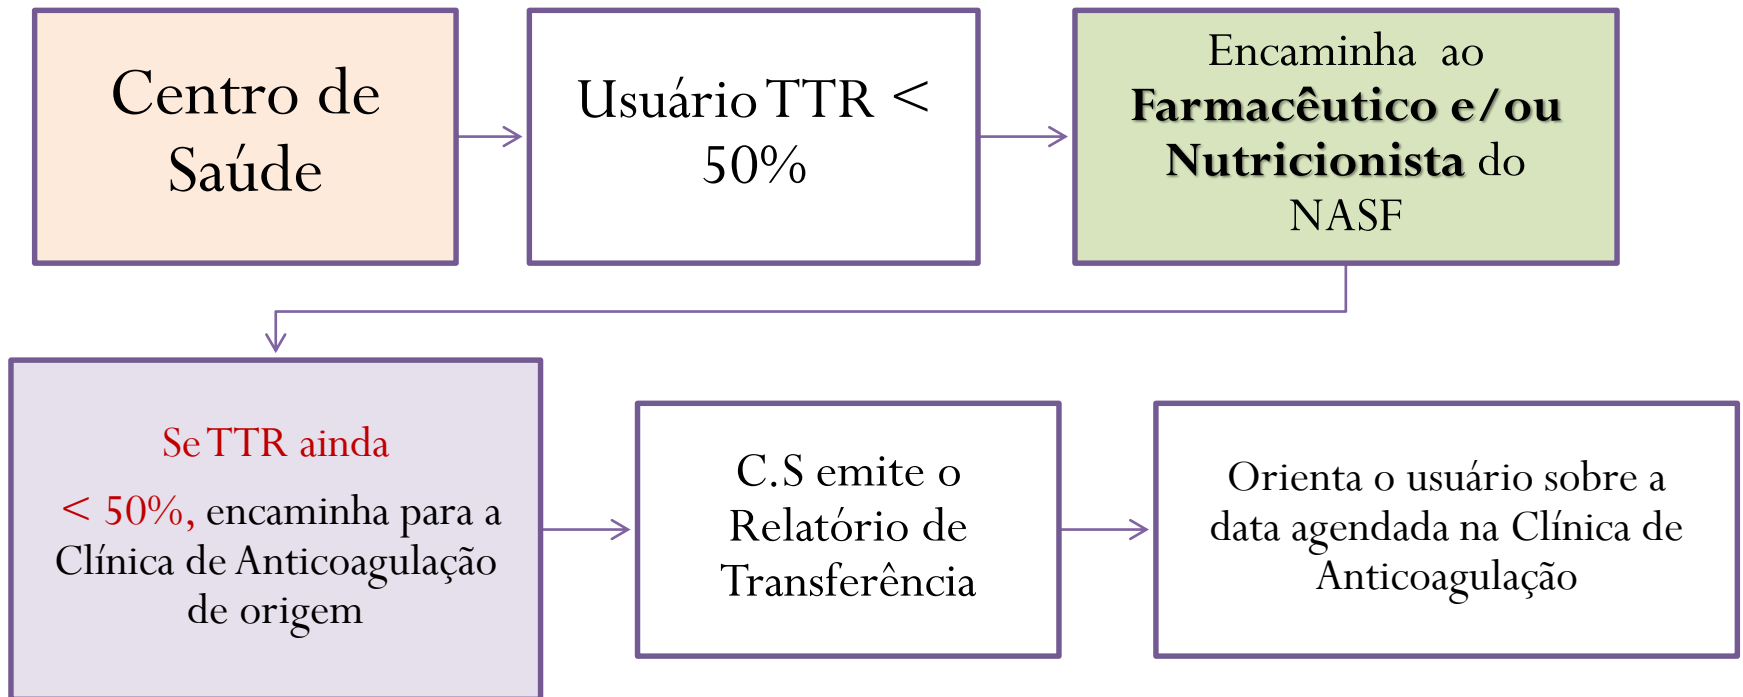 Centro de
Saúde
Usuário TTR <
50%
Encaminha ao
Farmacêutico e/ou
Nutricionista do
NASF
Se TTR ainda
< 50%, encaminha para a
Clínica de Anticoagulação
de origem
C.S emite o
Relatório de
Transferência
Orienta o usuário sobre a
data agendada na Clínica de
Anticoagulação